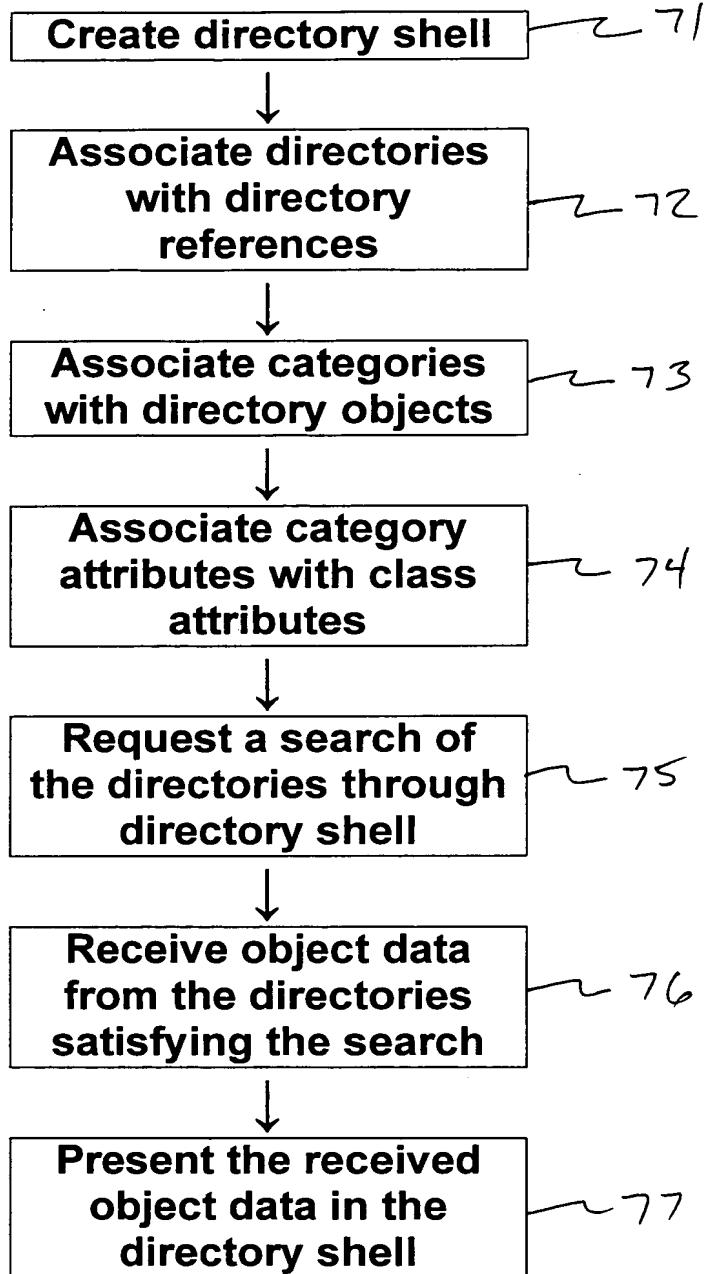 Create directory shell
71
Associate directories
with directory
references
72
Associate categories
with directory objects
73
Associate category
attributes with class
attributes
74
Request a search of
the directories through
directory shell
75
Receive object data
from the directories
satisfying the search
76
Present the received
object data in the
directory shell
77